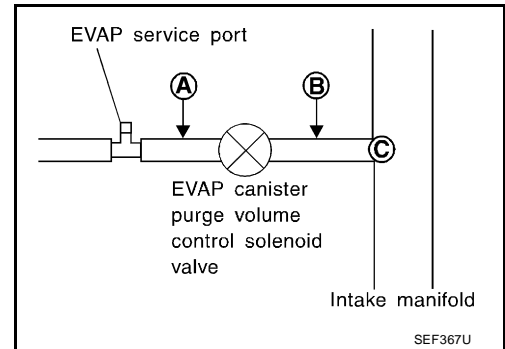 EVAP service port
A
B
C
EVAP canister
purge volume
control solenoid
valve
Intake manifold
SEF367U